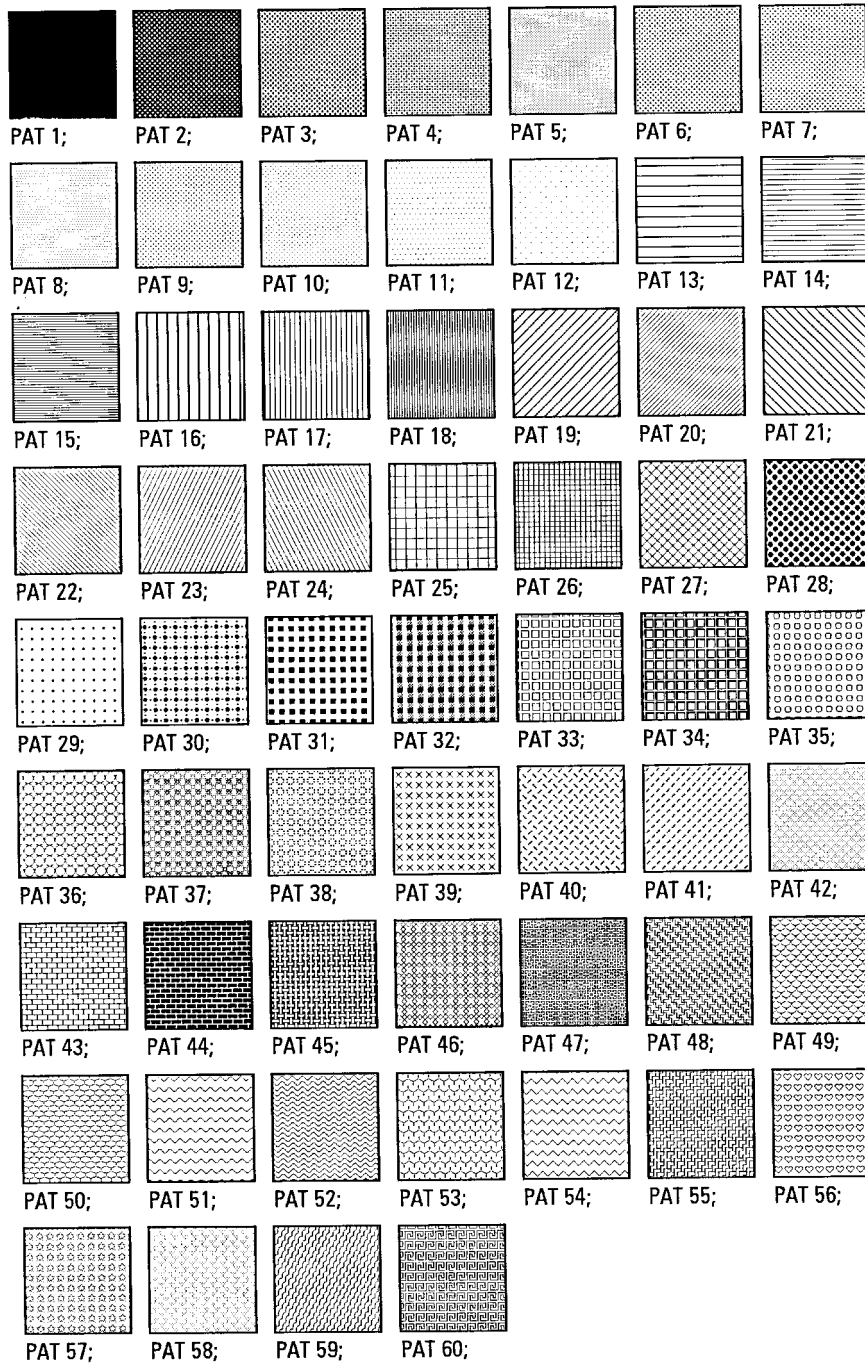 PAT 1; PAT 2; PAT 3; PAT 4; PAT 5; PAT 6; PAT 7;
PAT 8; PAT 9; PAT 10; PAT 11; PAT 12; PAT 13; PAT 14;
PAT 15; PAT 16; PAT 17; PAT 18; PAT 19; PAT 20; PAT 21;
PAT 22; PAT 23; PAT 24; PAT 25; PAT 26; PAT 27; PAT 28;
PAT 29; PAT 30; PAT 31; PAT 32; PAT 33; PAT 34; PAT 35;
PAT 36; PAT 37; PAT 38; PAT 39; PAT 40; PAT 41; PAT 42;
PAT 43; PAT 44; PAT 45; PAT 46; PAT 47; PAT 48; PAT 49;
PAT 50; PAT 51; PAT 52; PAT 53; PAT 54; PAT 55; PAT 56;
PAT 57; PAT 58; PAT 59; PAT 60;